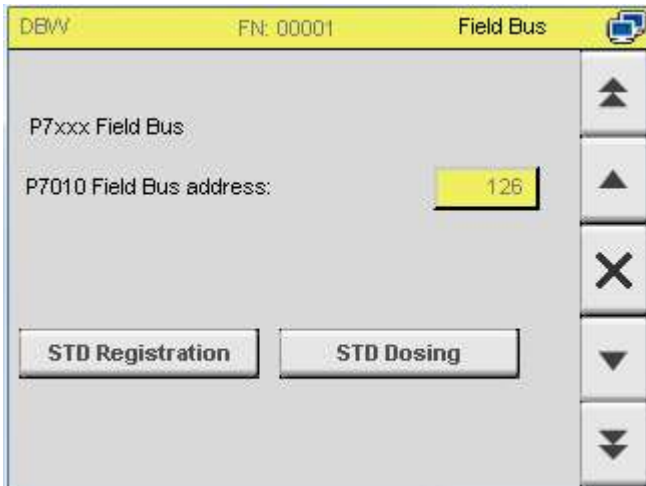 DBW FN: 00001 Field Bus
P7xxx Field Bus
P7010 Field Bus address: 126
STD Registration STD Dosing